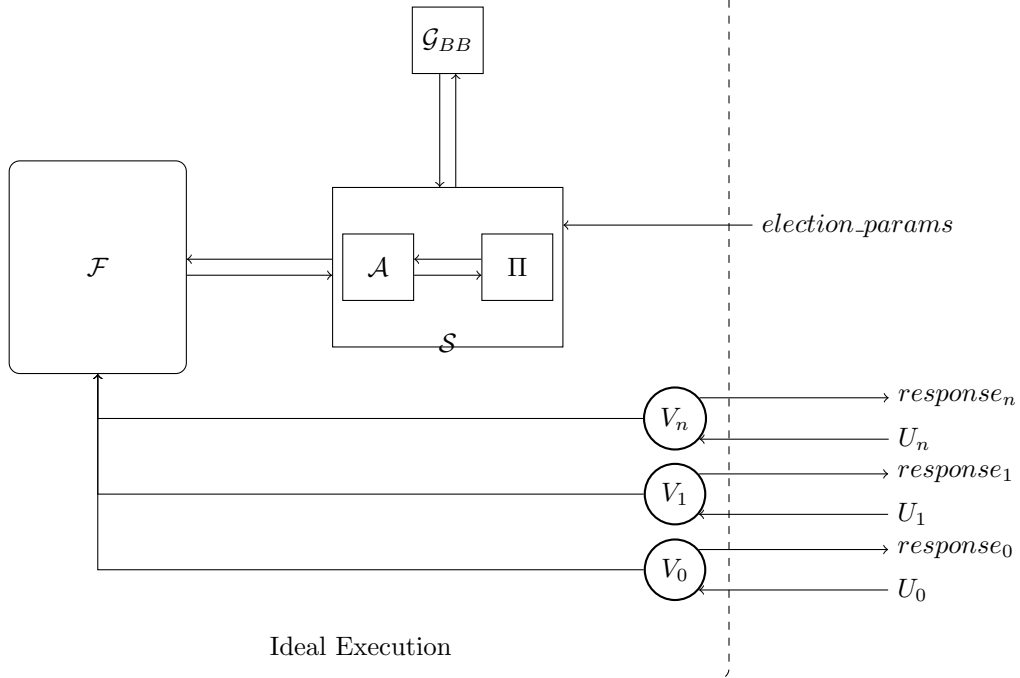 𝒢_BB
election_params
ℱ
𝒜
Π
𝒮
V_n
response_n
U_n
V_1
response_1
U_1
V_0
response_0
U_0
Ideal Execution